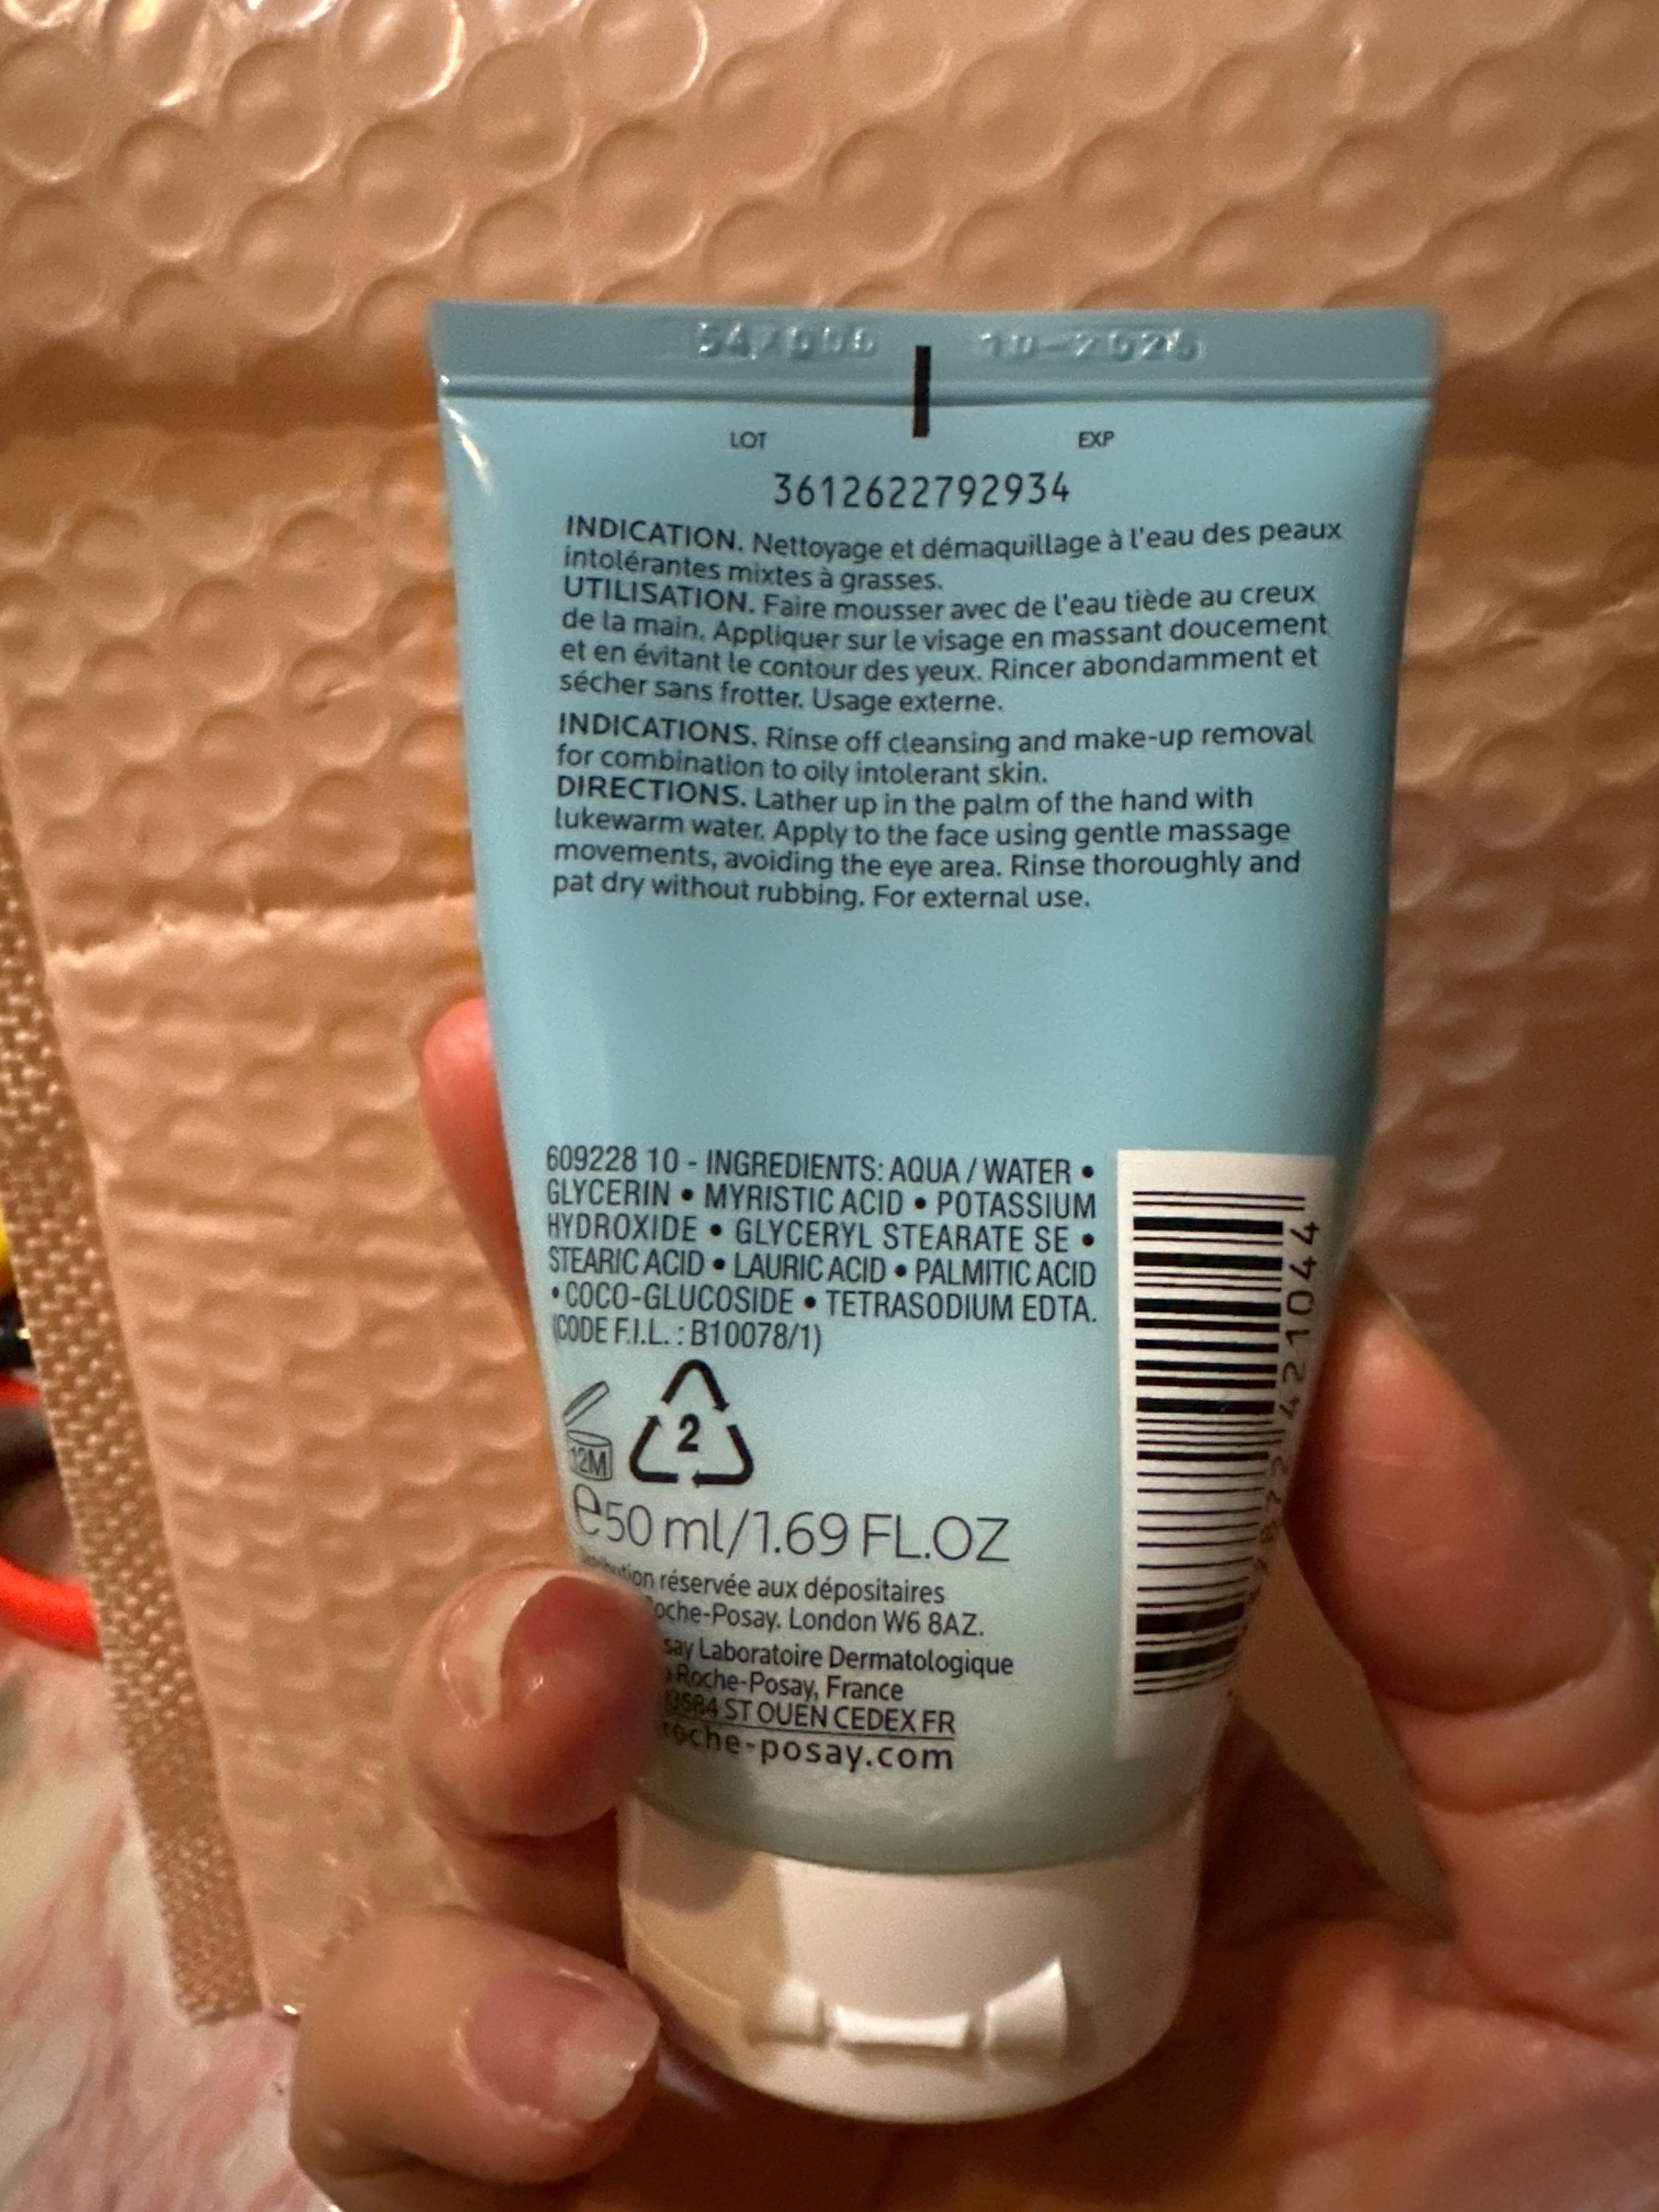 10-2026
LOT EXP
3612622792934
INDICATION. Nettoyage et démaquillage à l'eau des peaux
intolérantes mixtes à grasses.
UTILISATION. Faire mousser avec de l'eau tiède au creux
de la main. Appliquer sur le visage en massant doucement
et en évitant le contour des yeux. Rincer abondamment et
sécher sans frotter. Usage externe.
INDICATIONS. Rinse off cleansing and make-up removal
for combination to oily intolerant skin.
DIRECTIONS. Lather up in the palm of the hand with
lukewarm water. Apply to the face using gentle massage
movements, avoiding the eye area. Rinse thoroughly and
pat dry without rubbing. For external use.
609228 10 - INGREDIENTS: AQUA / WATER •
GLYCERIN • MYRISTIC ACID • POTASSIUM
HYDROXIDE • GLYCERYL STEARATE SE •
STEARIC ACID • LAURIC ACID • PALMITIC ACID
• COCO-GLUCOSIDE • TETRASODIUM EDTA.
(CODE F.I.L. : B10078/1)
12M
2
e50 ml/1.69 FL.OZ
réservée aux dépositaires
oche-Posay. London W6 8AZ.
say Laboratoire Dermatologique
Roche-Posay, France
ST OUEN CEDEX FR
oche-posay.com
421044